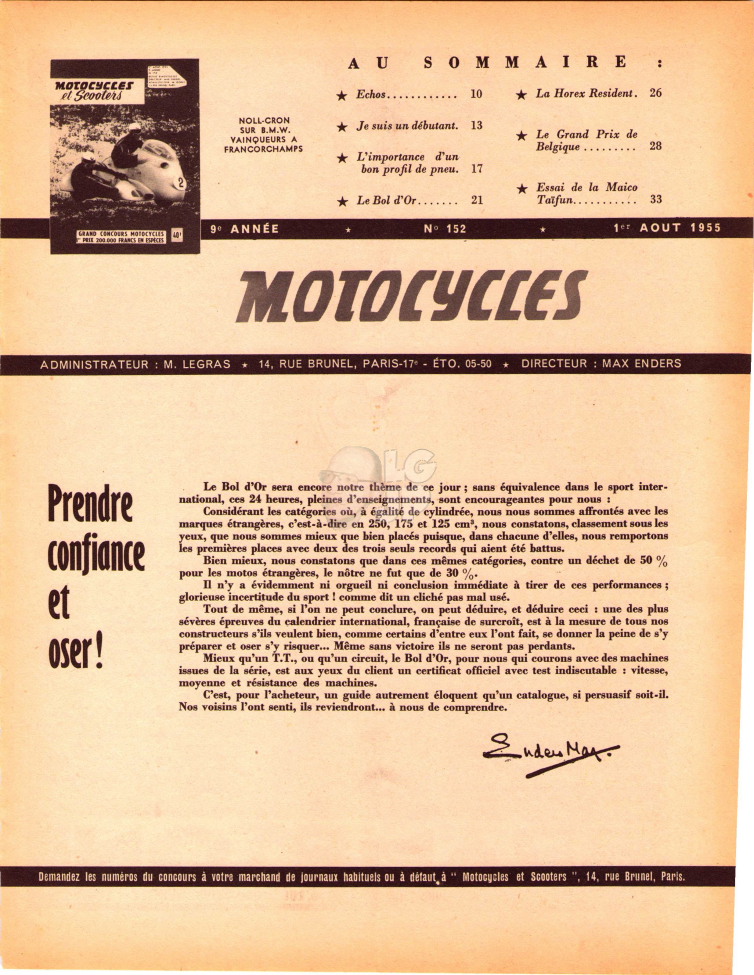 AU SOMMAIRE :
MOTOCYCLES
et Scooters
2
GRAND CONCOURS MOTOCYCLES
1er PRIX 200.000 FRANCS EN ESPÈCES
40f
NOLL-CRON
SUR B.M.W.
VAINQUEURS A
FRANCORCHAMPS
★ Echos............ 10
★ Je suis un débutant. 13
★ L'importance d'un
bon profil de pneu. 17
★ Le Bol d'Or....... 21
★ La Horex Resident. 26
★ Le Grand Prix de
Belgique ......... 28
★ Essai de la Maico
Taïfun........... 33
9e ANNÉE ★ No 152 ★ 1er AOUT 1955
MOTOCYCLES
ADMINISTRATEUR : M. LEGRAS ★ 14, RUE BRUNEL, PARIS-17e - ÉTO. 05-50 ★ DIRECTEUR : MAX ENDERS
LG
Prendre
confiance
et
oser !
Le Bol d'Or sera encore notre thème de ce jour ; sans équivalence dans le sport inter-
national, ces 24 heures, pleines d'enseignements, sont encourageantes pour nous :
Considérant les catégories où, à égalité de cylindrée, nous nous sommes affrontés avec les
marques étrangères, c'est-à-dire en 250, 175 et 125 cm³, nous constatons, classement sous les
yeux, que nous sommes mieux que bien placés puisque, dans chacune d'elles, nous remportons
les premières places avec deux des trois seuls records qui aient été battus.
Bien mieux, nous constatons que dans ces mêmes catégories, contre un déchet de 50 %
pour les motos étrangères, le nôtre ne fut que de 30 %.
Il n'y a évidemment ni orgueil ni conclusion immédiate à tirer de ces performances ;
glorieuse incertitude du sport ! comme dit un cliché pas mal usé.
Tout de même, si l'on ne peut conclure, on peut déduire, et déduire ceci : une des plus
sévères épreuves du calendrier international, française de surcroît, est à la mesure de tous nos
constructeurs s'ils veulent bien, comme certains d'entre eux l'ont fait, se donner la peine de s'y
préparer et oser s'y risquer... Même sans victoire ils ne seront pas perdants.
Mieux qu'un T.T., ou qu'un circuit, le Bol d'Or, pour nous qui courons avec des machines
issues de la série, est aux yeux du client un certificat officiel avec test indiscutable : vitesse,
moyenne et résistance des machines.
C'est, pour l'acheteur, un guide autrement éloquent qu'un catalogue, si persuasif soit-il.
Nos voisins l'ont senti, ils reviendront... à nous de comprendre.
Enders Max.
Demandez les numéros du concours à votre marchand de journaux habituels ou à défaut à " Motocycles et Scooters ", 14, rue Brunel, Paris.